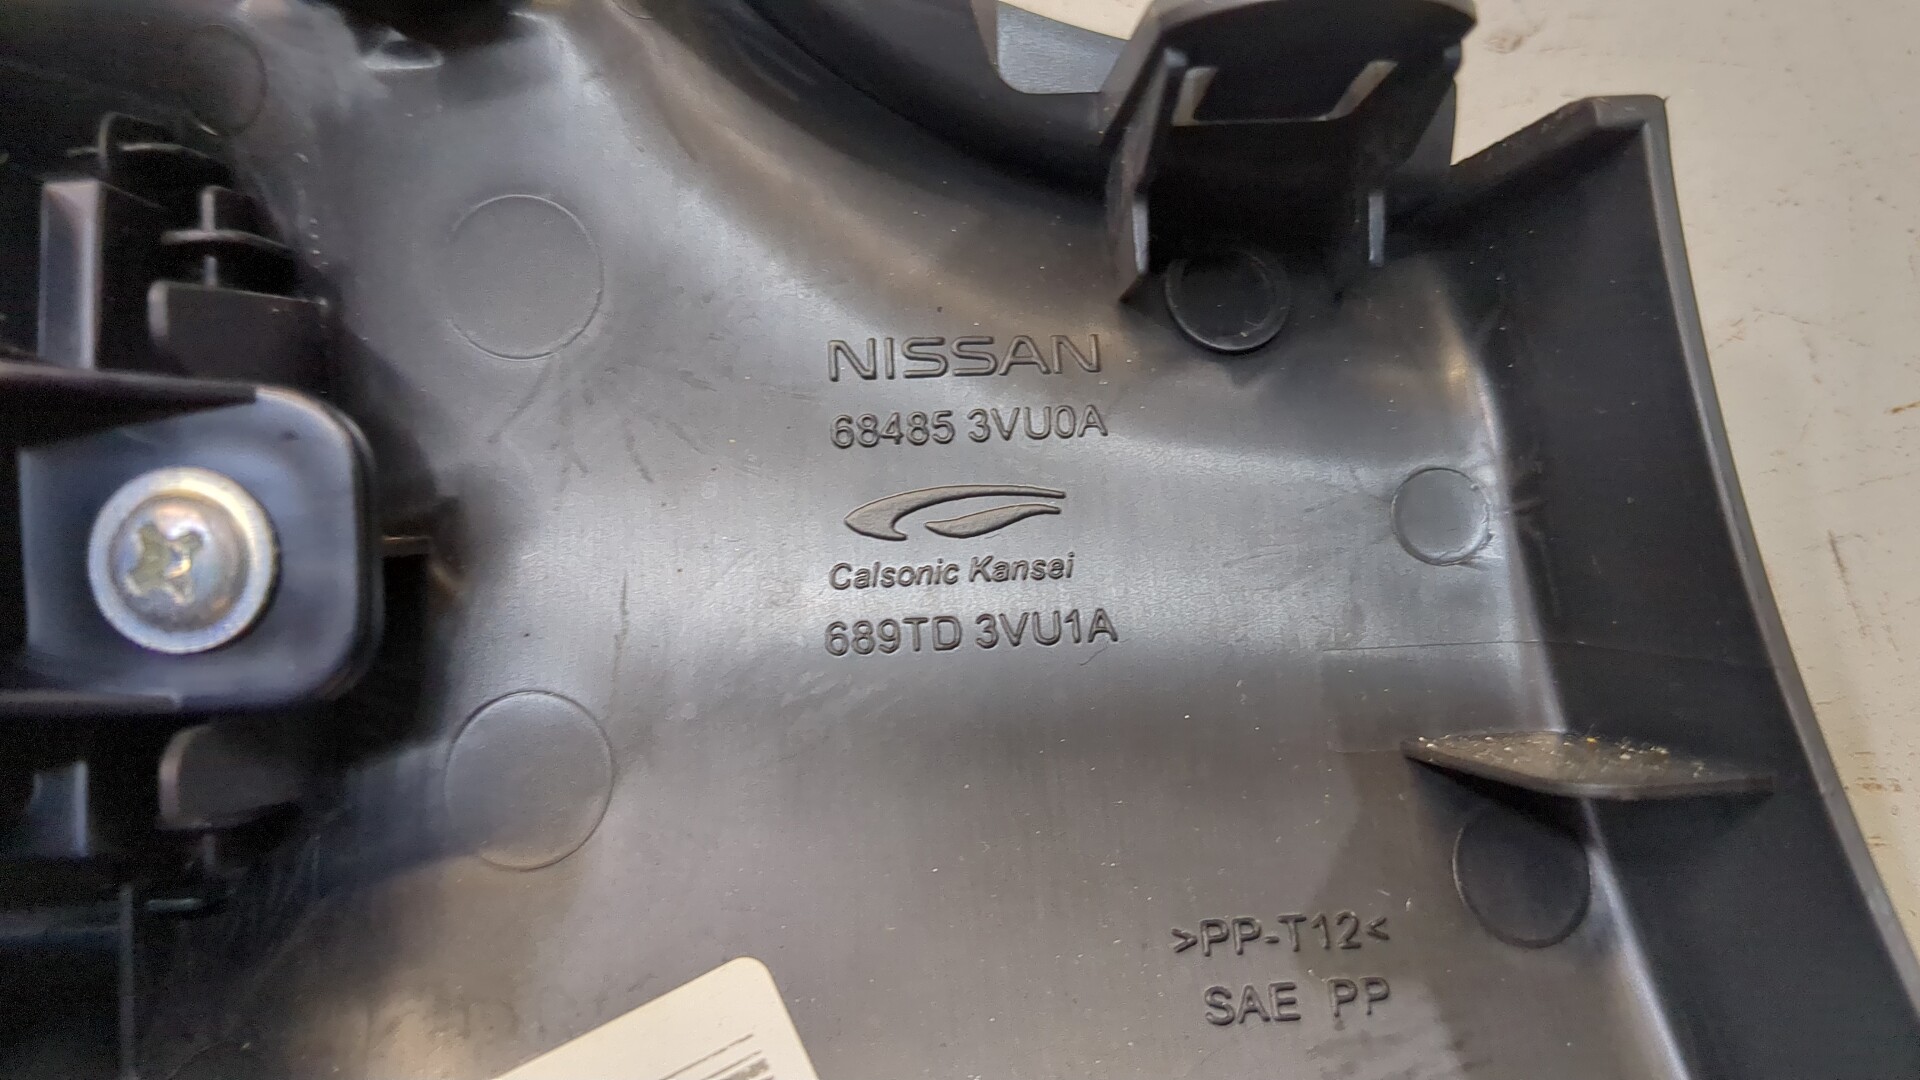 NISSAN
68485 3VU0A
Calsonic Kansei
689TD 3VU1A
>PP-T12<
SAE PP